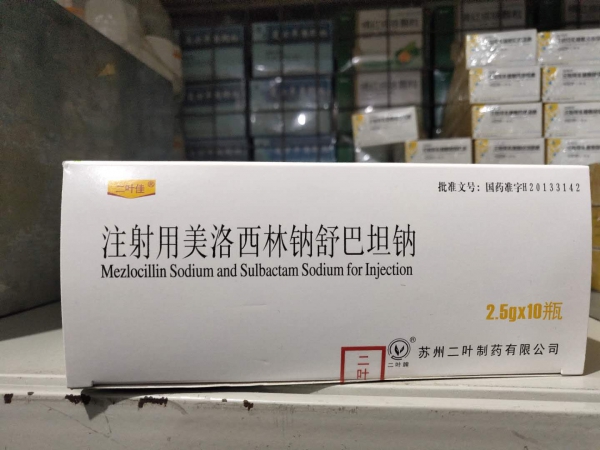 二叶佳
批准文号：国药准字H20133142
注射用美洛西林钠舒巴坦钠
Mezlocillin Sodium and Sulbactam Sodium for Injection
2.5gx10瓶
二叶
二叶牌
®
苏州二叶制药有限公司